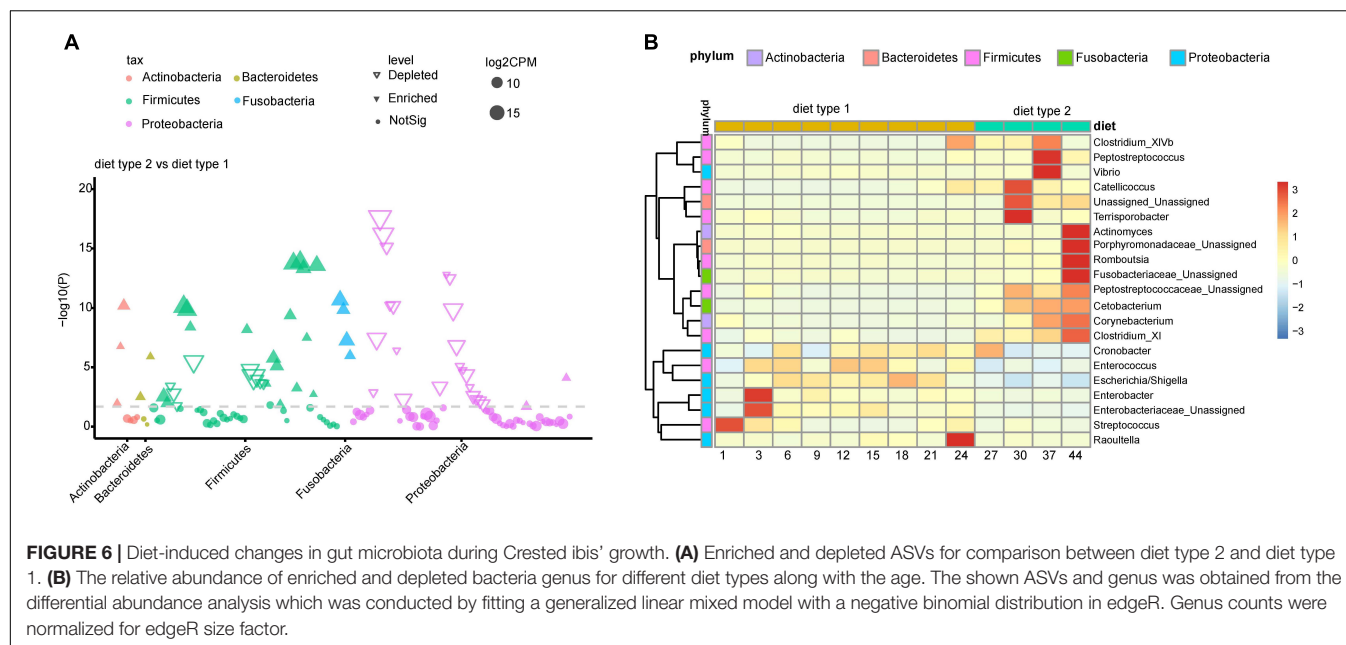 A
tax
Actinobacteria
Bacteroidetes
Firmicutes
Fusobacteria
Proteobacteria
level
Depleted
Enriched
NotSig
log2CPM
10
15
diet type 2 vs diet type 1
20
15
10
5
0
−log10(P)
Actinobacteria
Bacteroidetes
Firmicutes
Fusobacteria
Proteobacteria
B
phylum
Actinobacteria
Bacteroidetes
Firmicutes
Fusobacteria
Proteobacteria
phylum
diet type 1
diet type 2
diet
Clostridium_XIVb
Peptostreptococcus
Vibrio
Catellicoccus
Unassigned_Unassigned
Terrisporobacter
Actinomyces
Porphyromonadaceae_Unassigned
Romboutsia
Fusobacteriaceae_Unassigned
Peptostreptococcaceae_Unassigned
Cetobacterium
Corynebacterium
Clostridium_XI
Cronobacter
Enterococcus
Escherichia/Shigella
Enterobacter
Enterobacteriaceae_Unassigned
Streptococcus
Raoultella
1 3 6 9 12 15 18 21 24 27 30 37 44
3
2
1
0
−1
−2
−3
FIGURE 6 | Diet-induced changes in gut microbiota during Crested ibis' growth. (A) Enriched and depleted ASVs for comparison between diet type 2 and diet type
1. (B) The relative abundance of enriched and depleted bacteria genus for different diet types along with the age. The shown ASVs and genus was obtained from the
differential abundance analysis which was conducted by fitting a generalized linear mixed model with a negative binomial distribution in edgeR. Genus counts were
normalized for edgeR size factor.